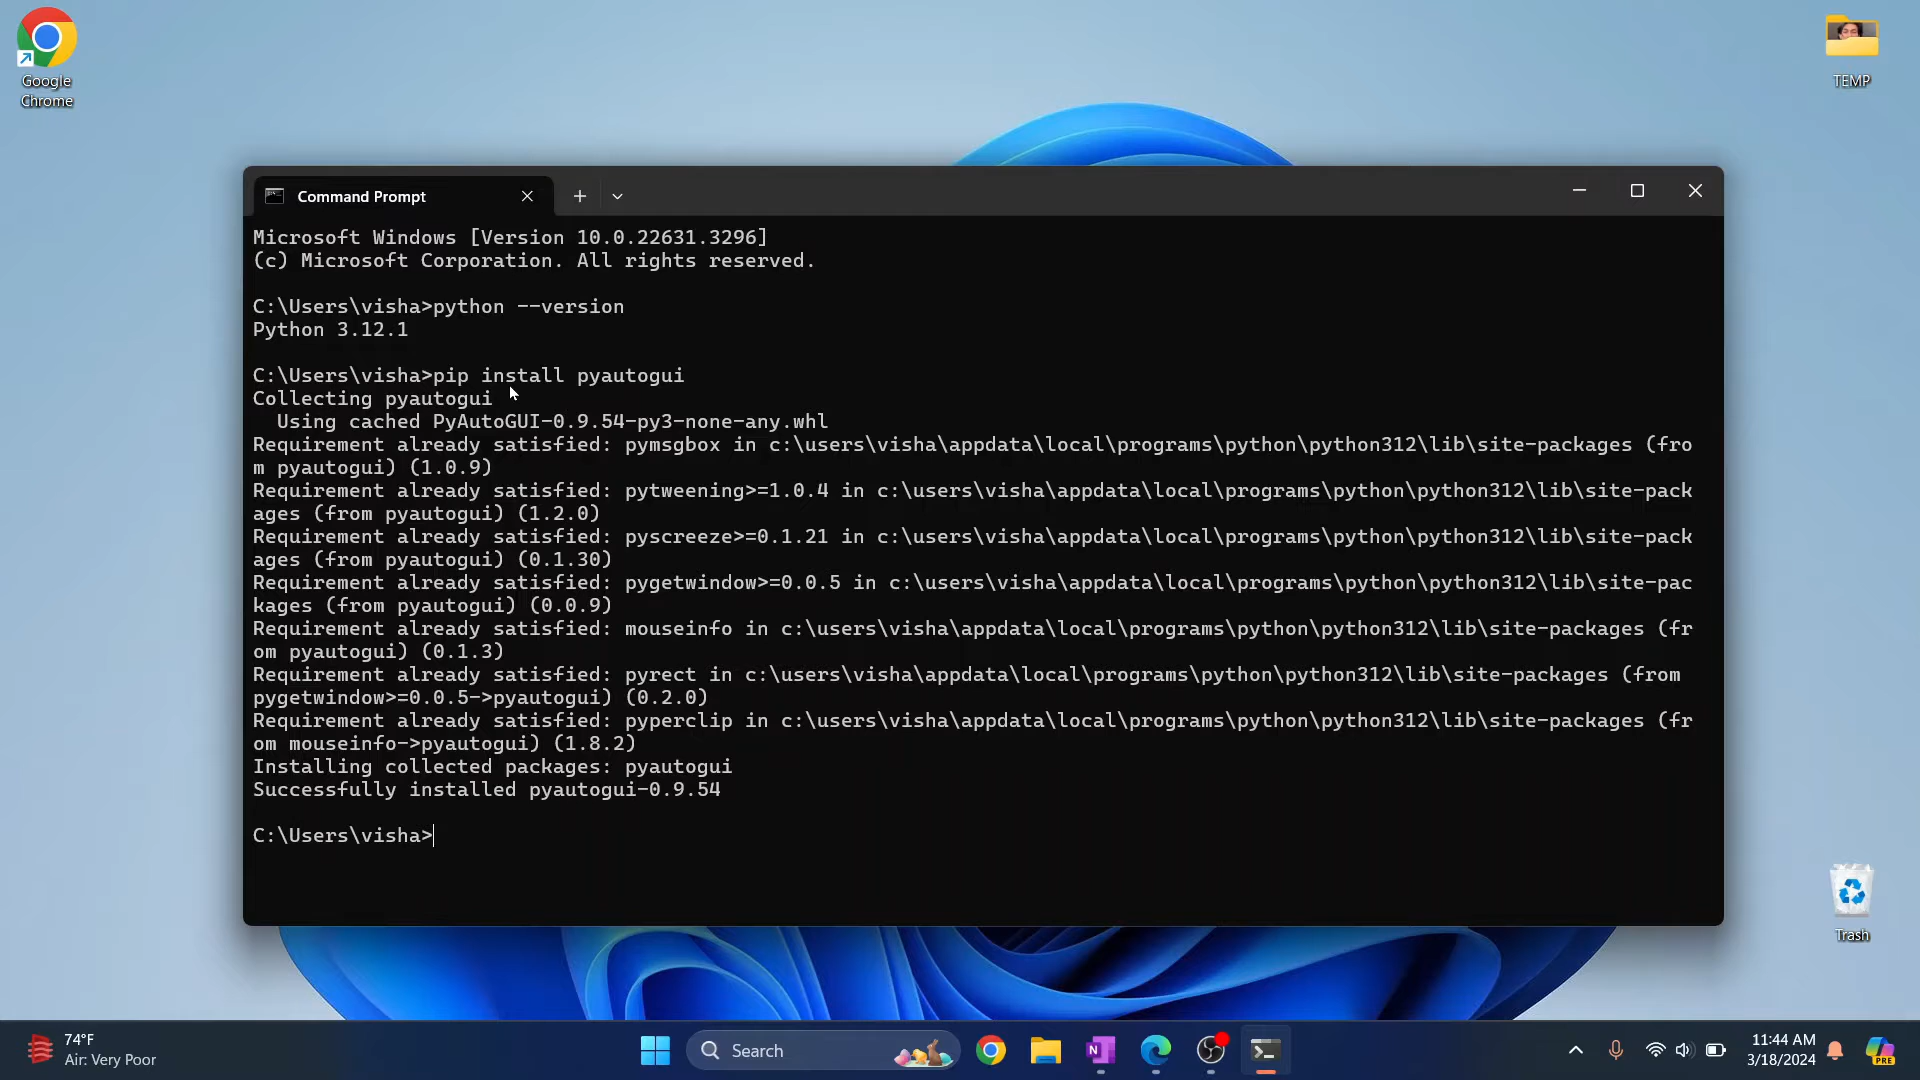 Google
Chrome
TEMP
Command Prompt
Microsoft Windows [Version 10.0.22631.3296]
(c) Microsoft Corporation. All rights reserved.
C:\Users\visha>python --version
Python 3.12.1
C:\Users\visha>pip install pyautogui
Collecting pyautogui
Using cached PyAutoGUI-0.9.54-py3-none-any.whl
Requirement already satisfied: pymsgbox in c:\users\visha\appdata\local\programs\python\python312\lib\site-packages (fro
m pyautogui) (1.0.9)
Requirement already satisfied: pytweening>=1.0.4 in c:\users\visha\appdata\local\programs\python\python312\lib\site-pack
ages (from pyautogui) (1.2.0)
Requirement already satisfied: pyscreeze>=0.1.21 in c:\users\visha\appdata\local\programs\python\python312\lib\site-pack
ages (from pyautogui) (0.1.30)
Requirement already satisfied: pygetwindow>=0.0.5 in c:\users\visha\appdata\local\programs\python\python312\lib\site-pac
kages (from pyautogui) (0.0.9)
Requirement already satisfied: mouseinfo in c:\users\visha\appdata\local\programs\python\python312\lib\site-packages (fr
om pyautogui) (0.1.3)
Requirement already satisfied: pyrect in c:\users\visha\appdata\local\programs\python\python312\lib\site-packages (from
pygetwindow>=0.0.5->pyautogui) (0.2.0)
Requirement already satisfied: pyperclip in c:\users\visha\appdata\local\programs\python\python312\lib\site-packages (fr
om mouseinfo->pyautogui) (1.8.2)
Installing collected packages: pyautogui
Successfully installed pyautogui-0.9.54
C:\Users\visha>
Trash
74°F
Air: Very Poor
Search
N
11:44 AM
3/18/2024
PRE